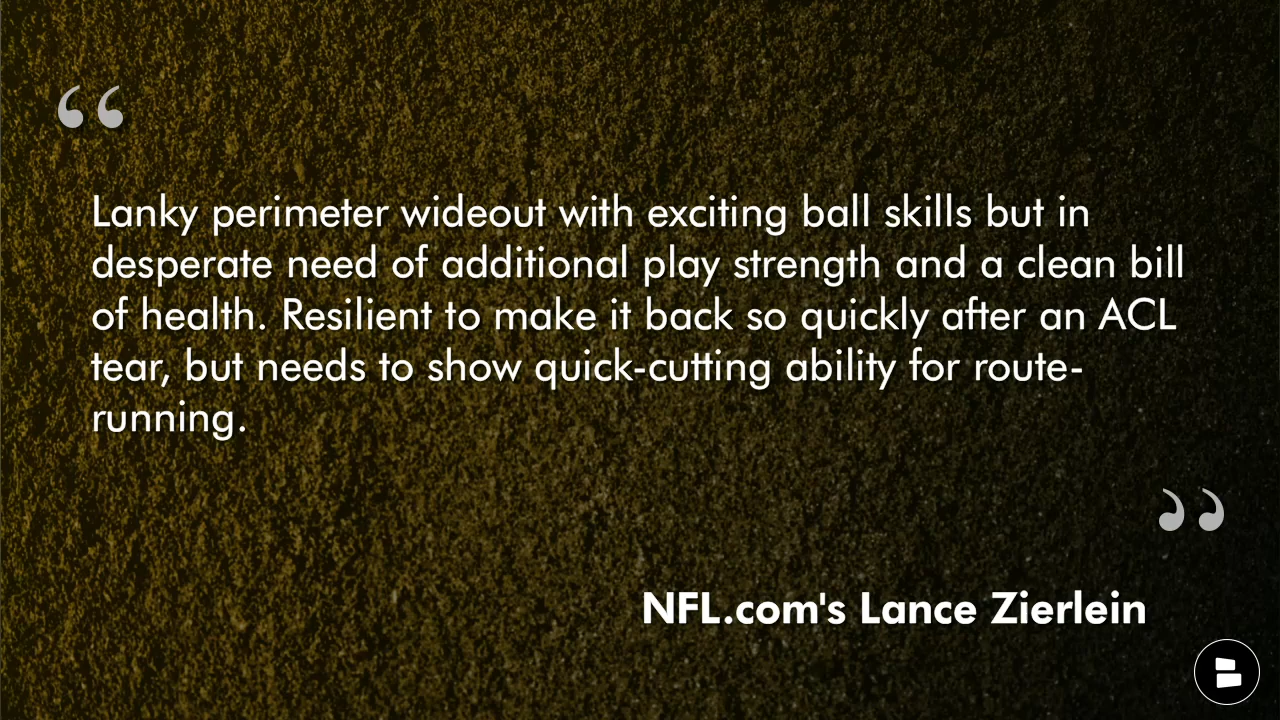 “
Lanky perimeter wideout with exciting ball skills but in
desperate need of additional play strength and a clean bill
of health. Resilient to make it back so quickly after an ACL
tear, but needs to show quick-cutting ability for route-
running.
”
NFL.com's Lance Zierlein